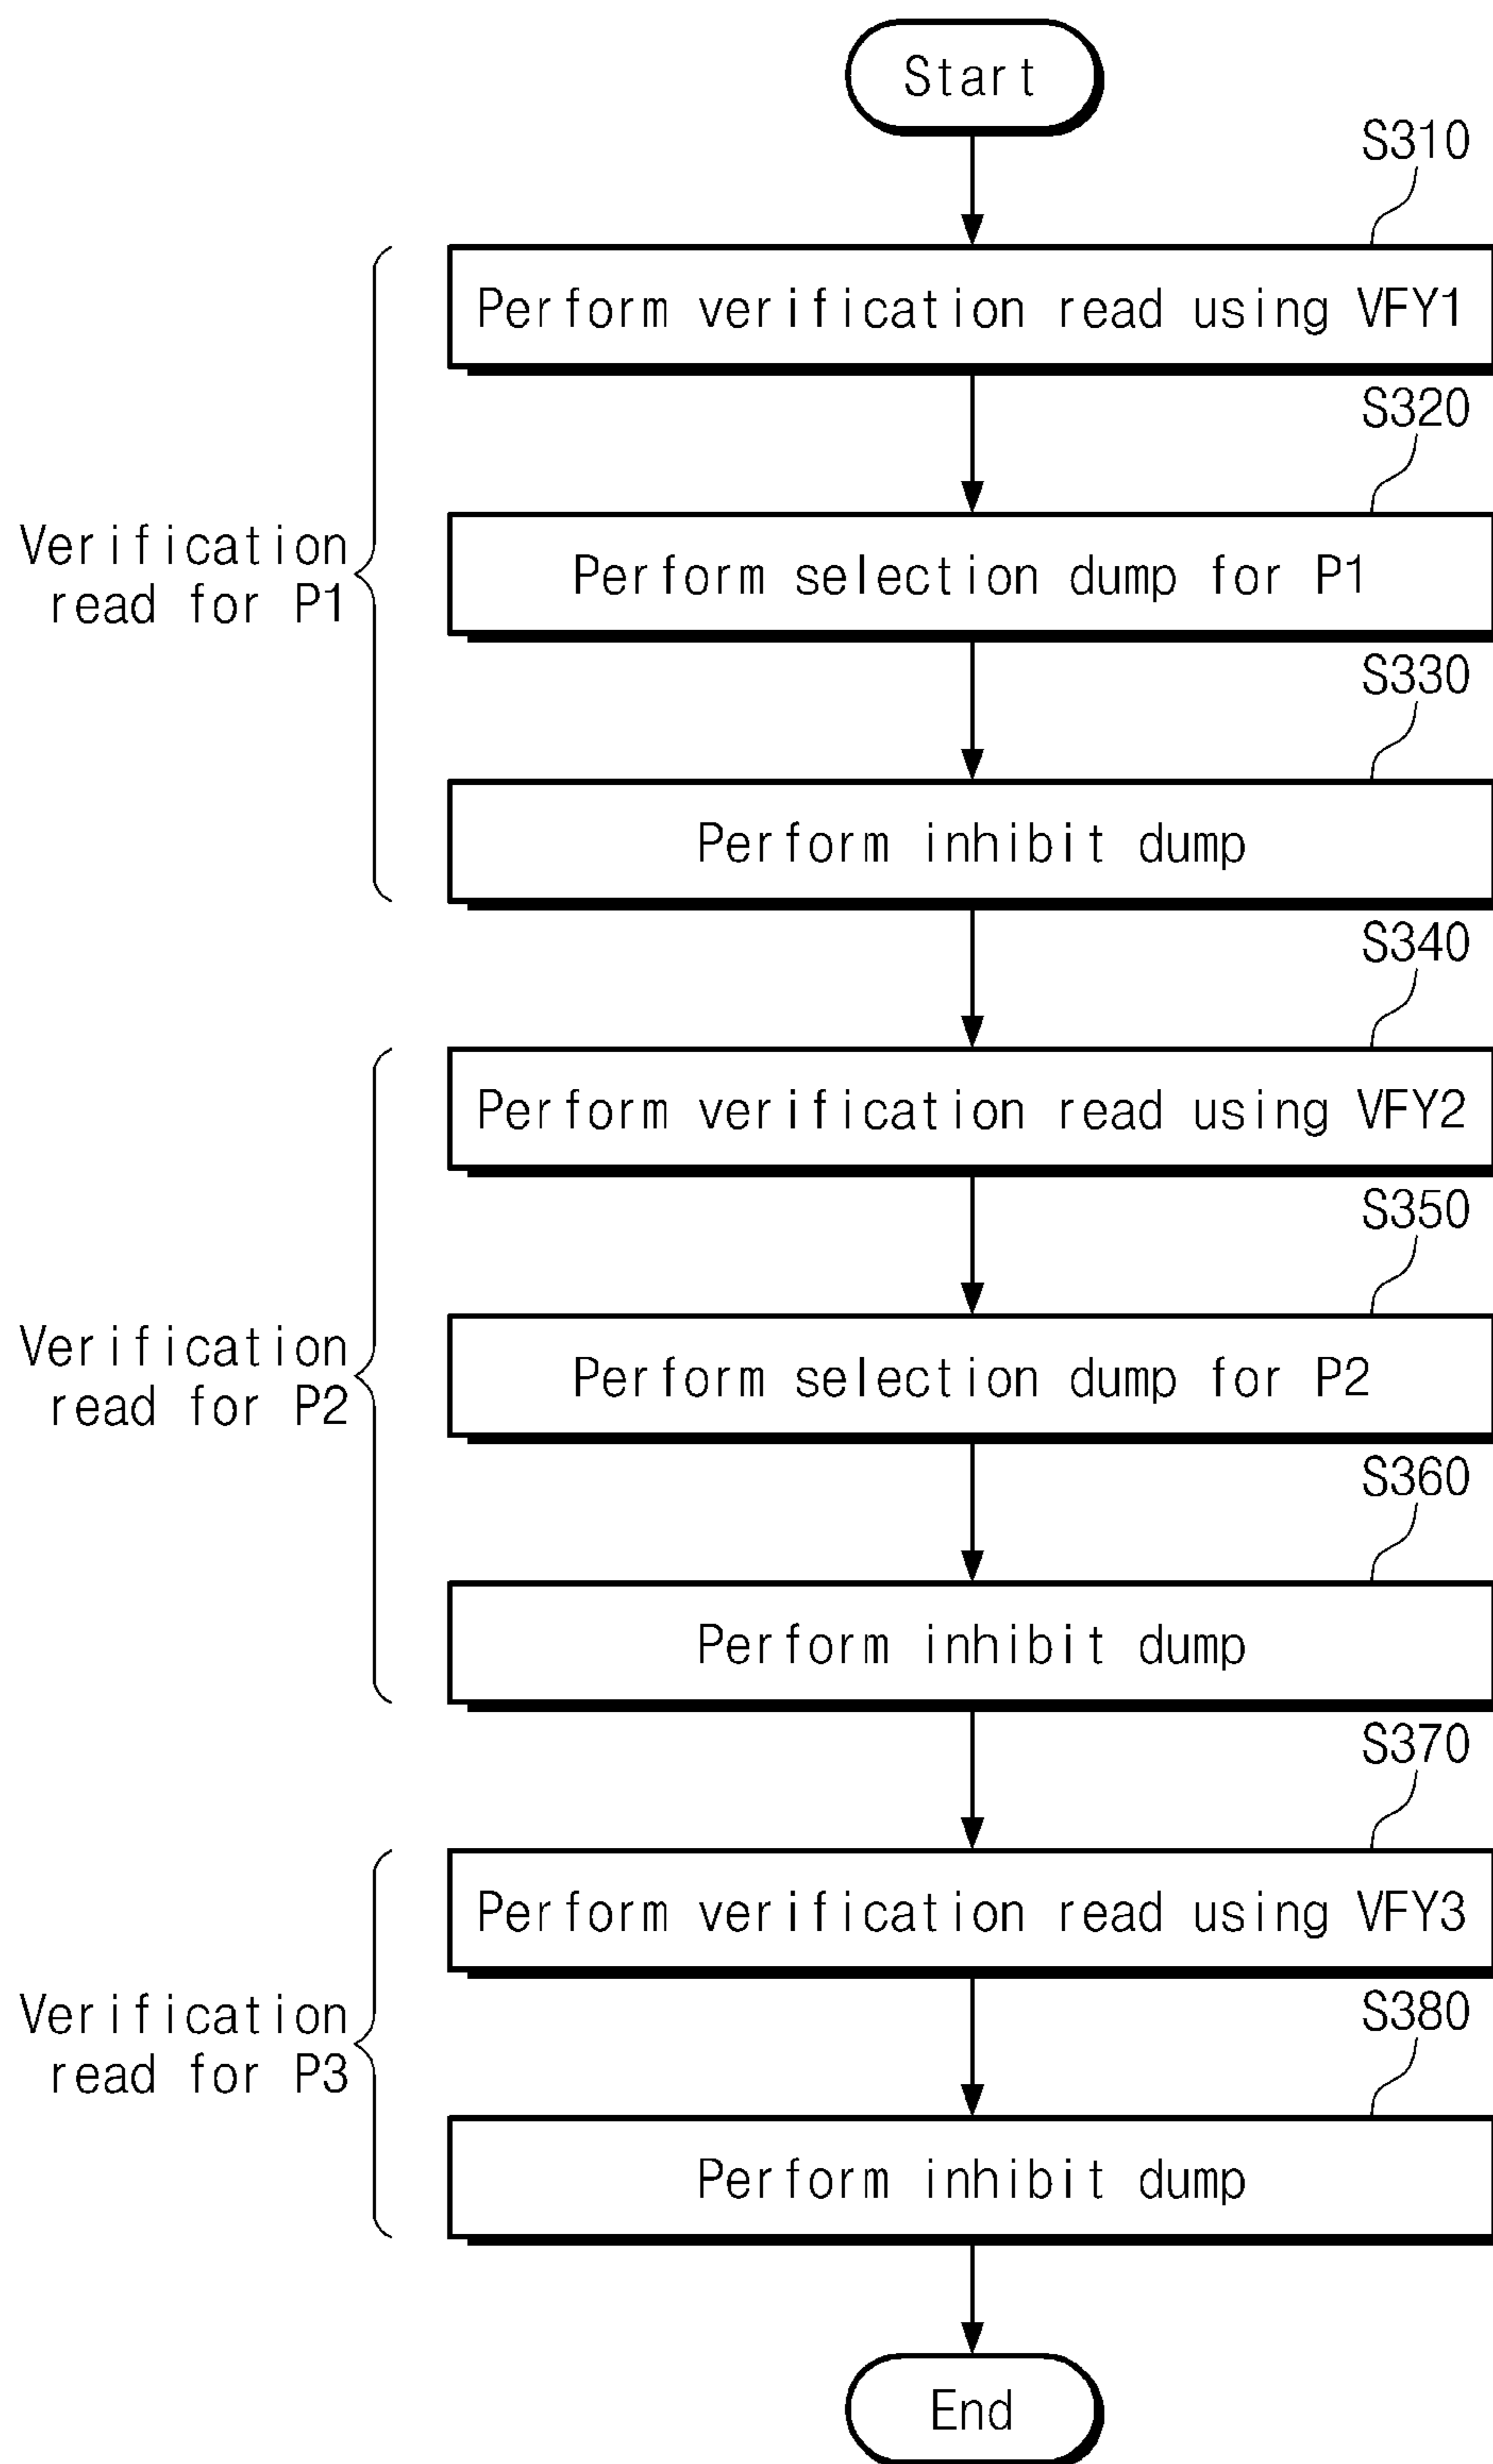 Start
S310
Perform verification read using VFY1
S320
Verification
read for P1
Perform selection dump for P1
S330
Perform inhibit dump
S340
Perform verification read using VFY2
S350
Verification
read for P2
Perform selection dump for P2
S360
Perform inhibit dump
S370
Perform verification read using VFY3
Verification
read for P3
S380
Perform inhibit dump
End